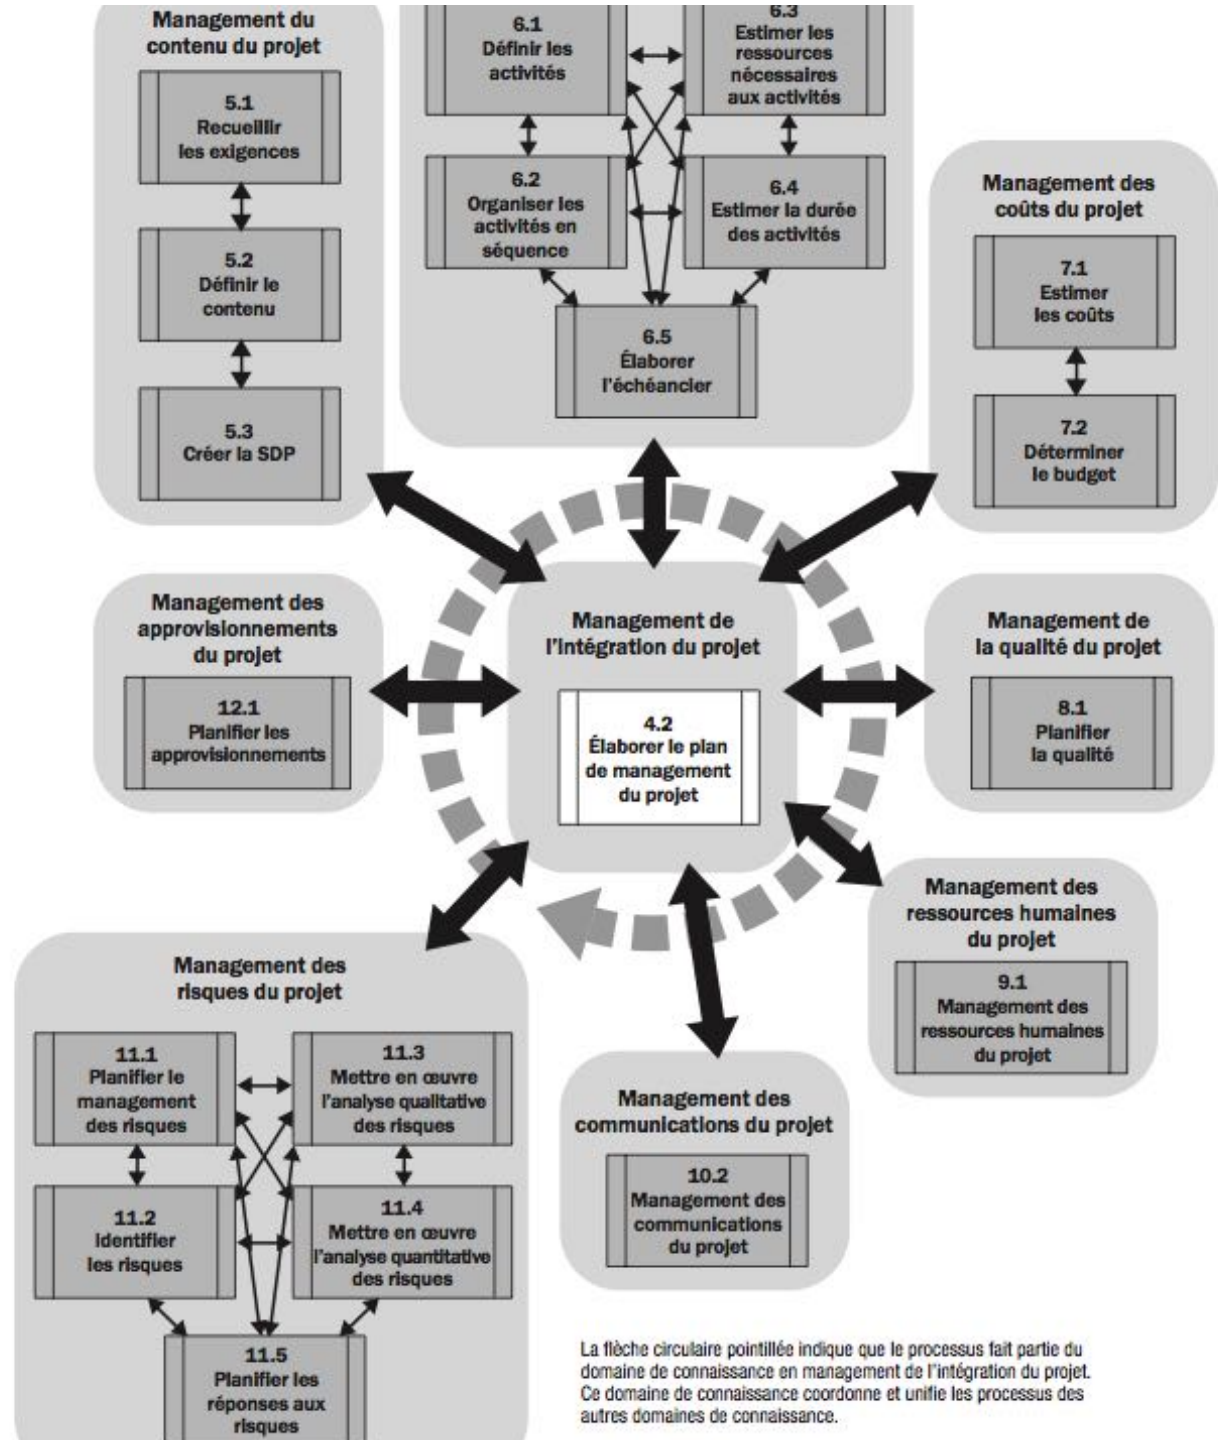 Management du
contenu du projet
5.1
Recueillir
les exigences
5.2
Définir le
contenu
5.3
Créer la SDP
6.1
Définir les
activités
6.3
Estimer les
ressources
nécessaires
aux activités
6.2
Organiser les
activités en
séquence
6.4
Estimer la durée
des activités
6.5
Élaborer
l'échéancier
Management des
coûts du projet
7.1
Estimer
les coûts
7.2
Déterminer
le budget
Management des
approvisionnements
du projet
12.1
Planifier les
approvisionnements
Management de
l'intégration du projet
4.2
Élaborer le plan
de management
du projet
Management de
la qualité du projet
8.1
Planifier
la qualité
Management des
ressources humaines
du projet
9.1
Management des
ressources humaines
du projet
Management des
risques du projet
11.1
Planifier le
management
des risques
11.3
Mettre en œuvre
l'analyse qualitative
des risques
11.2
Identifier
les risques
11.4
Mettre en œuvre
l'analyse quantitative
des risques
11.5
Planifier les
réponses aux
risques
Management des
communications du projet
10.2
Management des
communications
du projet
La flèche circulaire pointillée indique que le processus fait partie du
domaine de connaissance en management de l'intégration du projet.
Ce domaine de connaissance coordonne et unifie les processus des
autres domaines de connaissance.